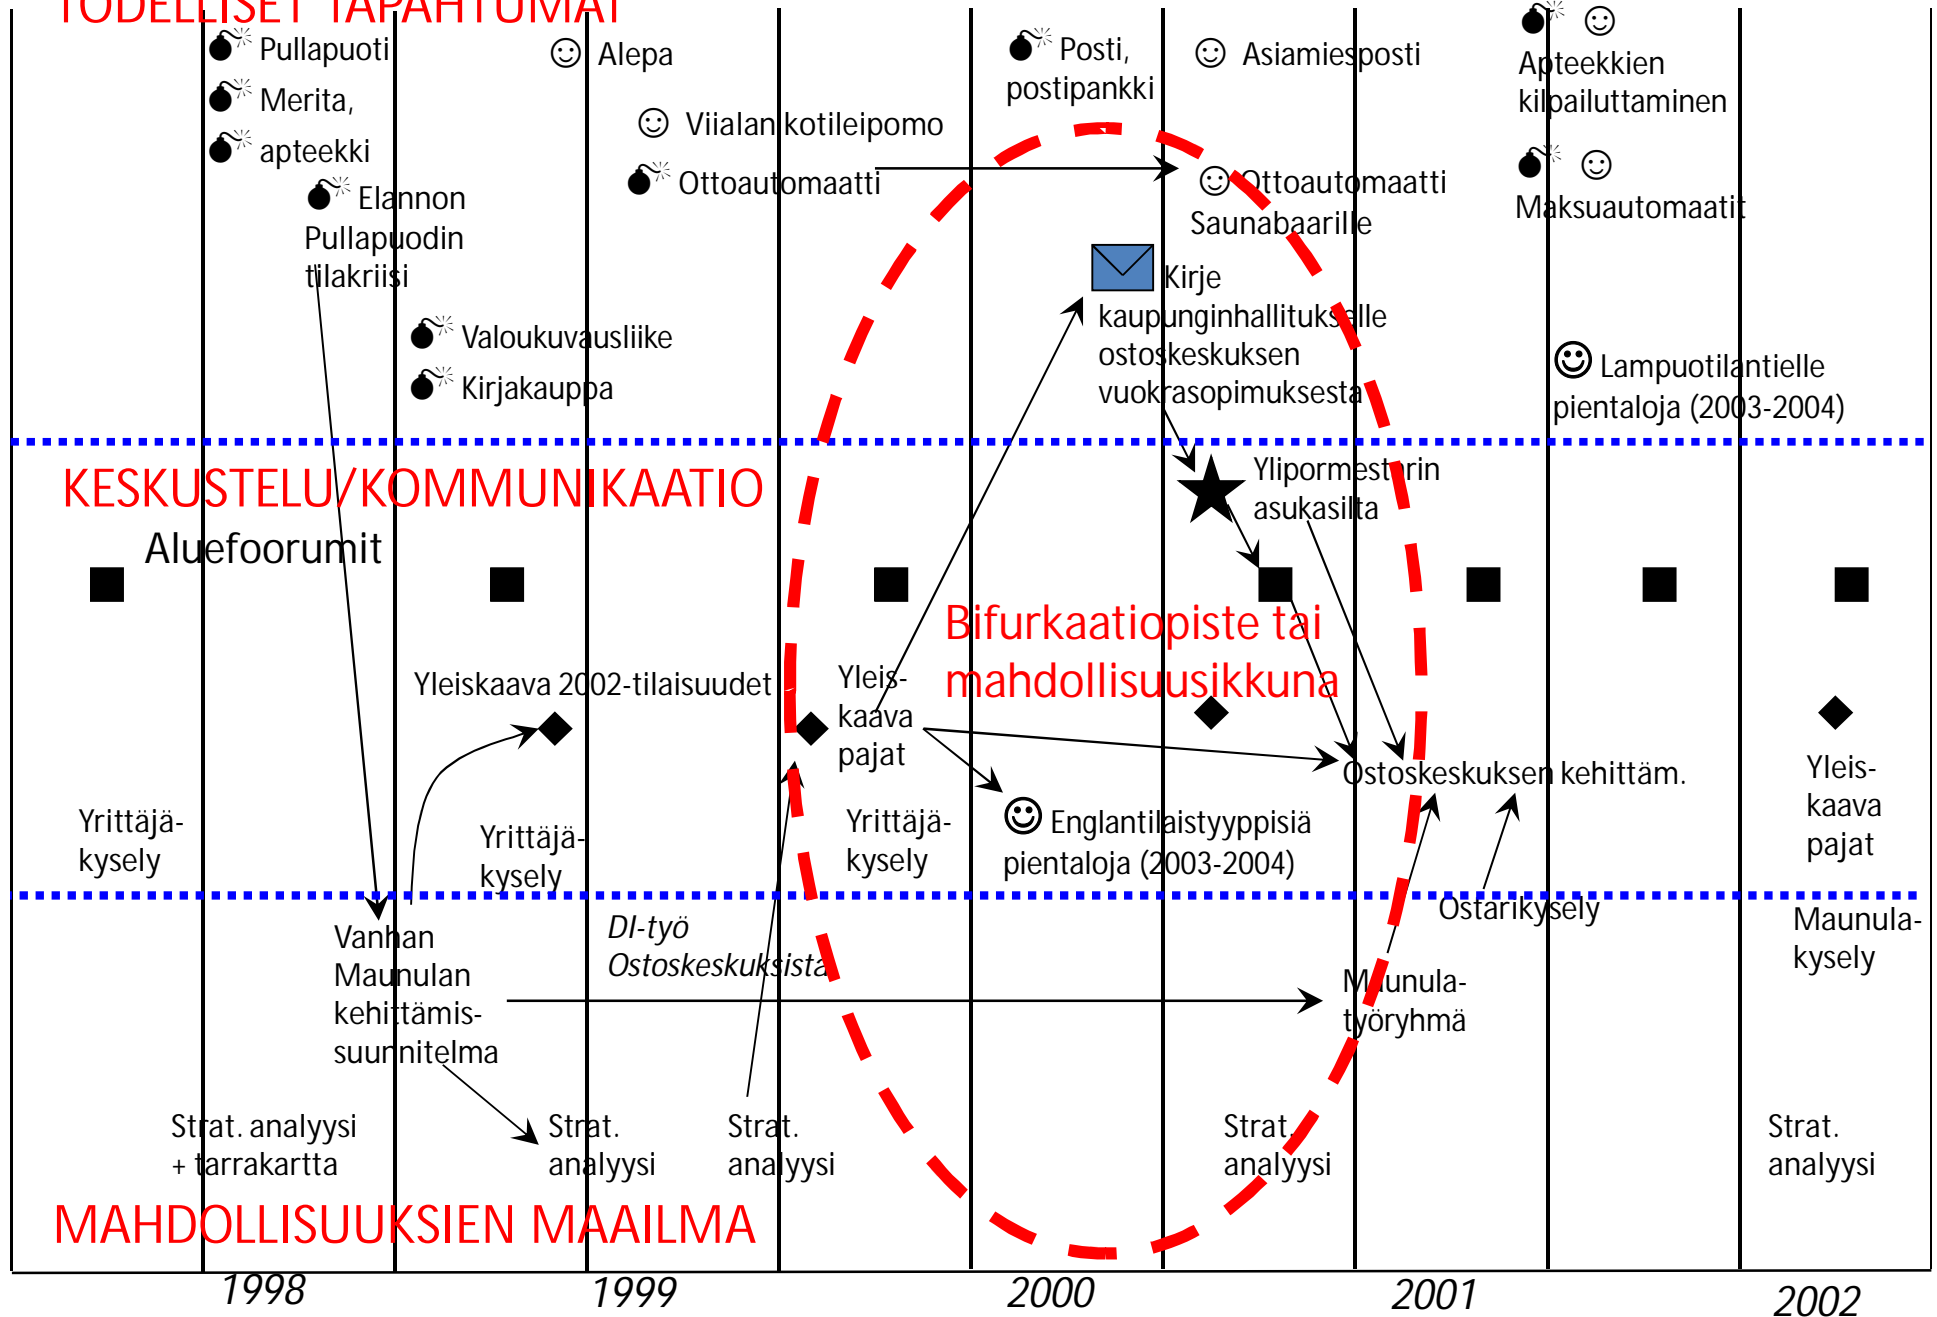 TODELLISET TAPAHTUMAT
Pullapuoti
Merita,
apteekki
Elannon
Pullapuodin
tilakriisi
Alepa
Viialan kotileipomo
Ottoautomaatti
Valoukuvausliike
Kirjakauppa
Posti,
postipankki
Asiamiesposti
Ottoautomaatti
Saunabaarille
Kirje
kaupunginhallitukselle
ostoskeskuksen
vuokrasopimuksesta
Apteekkien
kilpailuttaminen
Maksuautomaatit
Lampuotilantielle
pientaloja (2003-2004)
KESKUSTELU/KOMMUNIKAATIO
Aluefoorumit
Ylipormestarin
asukasilta
Bifurkaatiopiste tai
mahdollisuusikkuna
Yleiskaava 2002-tilaisuudet
Yleis-
kaava
pajat
Ostoskeskuksen kehittäm.
Yleis-
kaava
pajat
Yrittäjä-
kysely
Yrittäjä-
kysely
Yrittäjä-
kysely
Englantilaistyyppisiä
pientaloja (2003-2004)
Vanhan
Maunulan
kehittämis-
suunnitelma
DI-työ
Ostoskeskuksista
Ostarikysely
Maunula-
työryhmä
Maunula-
kysely
Strat. analyysi
+ tarrakartta
Strat.
analyysi
Strat.
analyysi
Strat.
analyysi
Strat.
analyysi
MAHDOLLISUUKSIEN MAAILMA
1998
1999
2000
2001
2002